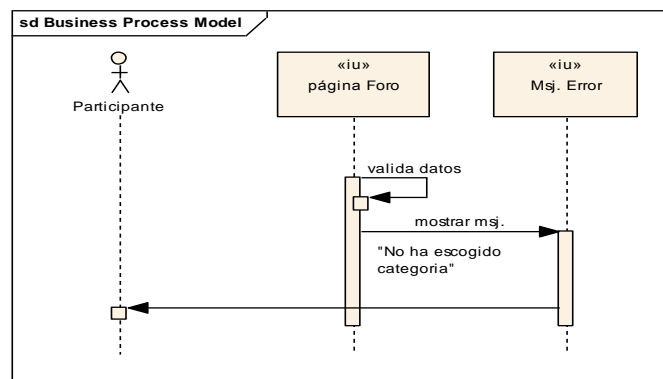 sd Business Process Model
Participante
«iu»
página Foro
«iu»
Msj. Error
valida datos
mostrar msj.
"No ha escogido
categoria"